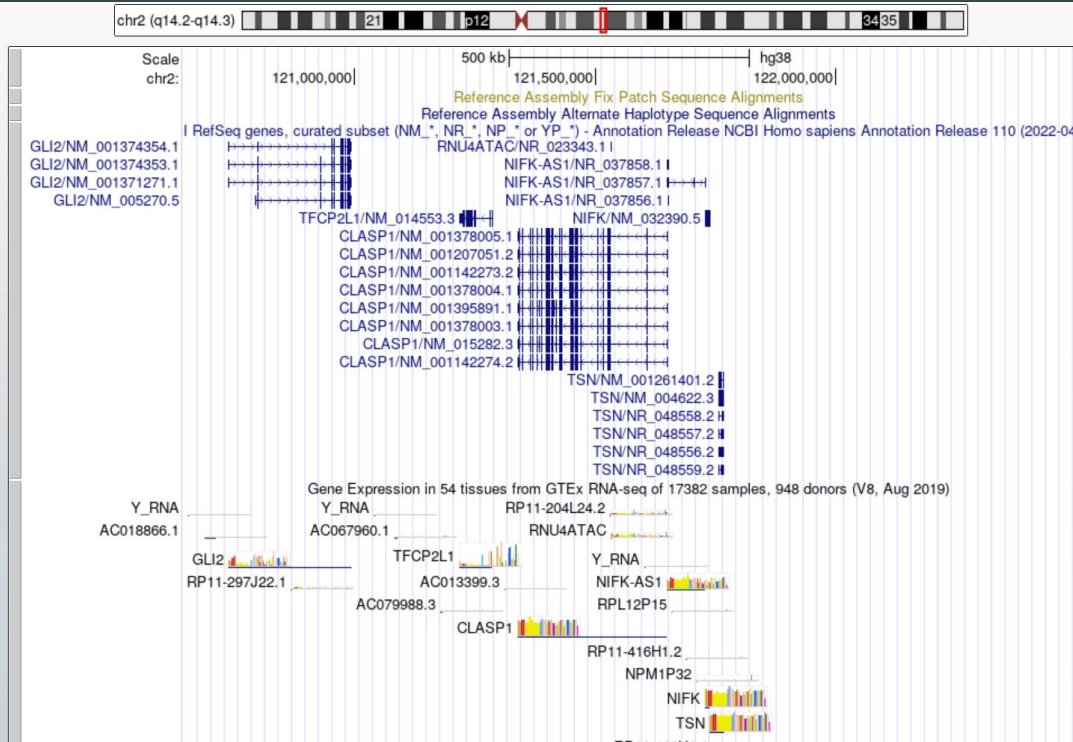 chr2 (q14.2-q14.3) 21 p12 34 35
Scale 500 kb hg38
chr2: 121,000,000 121,500,000 122,000,000
Reference Assembly Fix Patch Sequence Alignments
Reference Assembly Alternate Haplotype Sequence Alignments
I RefSeq genes, curated subset (NM_*, NR_*, NP_* or YP_*) - Annotation Release NCBI Homo sapiens Annotation Release 110 (2022-04
GLI2/NM_001374354.1 RNU4ATAC/NR_023343.1
GLI2/NM_001374353.1 NIFK-AS1/NR_037858.1
GLI2/NM_001371271.1 NIFK-AS1/NR_037857.1
GLI2/NM_005270.5 NIFK-AS1/NR_037856.1
TFCP2L1/NM_014553.3 NIFK/NM_032390.5
CLASP1/NM_001378005.1
CLASP1/NM_001207051.2
CLASP1/NM_001142273.2
CLASP1/NM_001378004.1
CLASP1/NM_001395891.1
CLASP1/NM_001378003.1
CLASP1/NM_015282.3
CLASP1/NM_001142274.2
TSN/NM_001261401.2
TSN/NM_004622.3
TSN/NR_048558.2
TSN/NR_048557.2
TSN/NR_048556.2
TSN/NR_048559.2
Gene Expression in 54 tissues from GTEx RNA-seq of 17382 samples, 948 donors (V8, Aug 2019)
Y_RNA Y_RNA RP11-204L24.2
AC018866.1 AC067960.1 RNU4ATAC
GLI2 TFCP2L1 Y_RNA
RP11-297J22.1 AC013399.3 NIFK-AS1
AC079988.3 RPL12P15
CLASP1
RP11-416H1.2
NPM1P32
NIFK
TSN